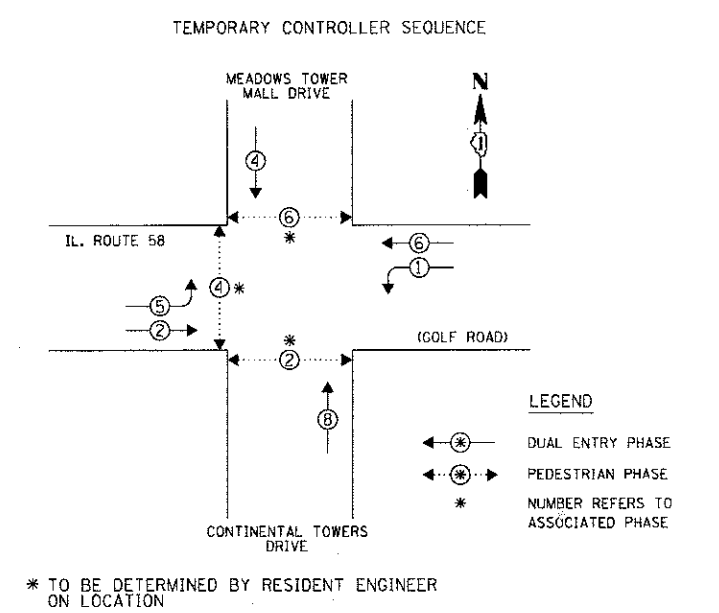 TEMPORARY CONTROLLER SEQUENCE
MEADOWS TOWER
MALL DRIVE
N
1
4
6
*
IL. ROUTE 58
6
1
4 *
5
2
*
2
(GOLF ROAD)
8
CONTINENTAL TOWERS
DRIVE
LEGEND
* DUAL ENTRY PHASE
* PEDESTRIAN PHASE
* NUMBER REFERS TO
ASSOCIATED PHASE
* TO BE DETERMINED BY RESIDENT ENGINEER
ON LOCATION